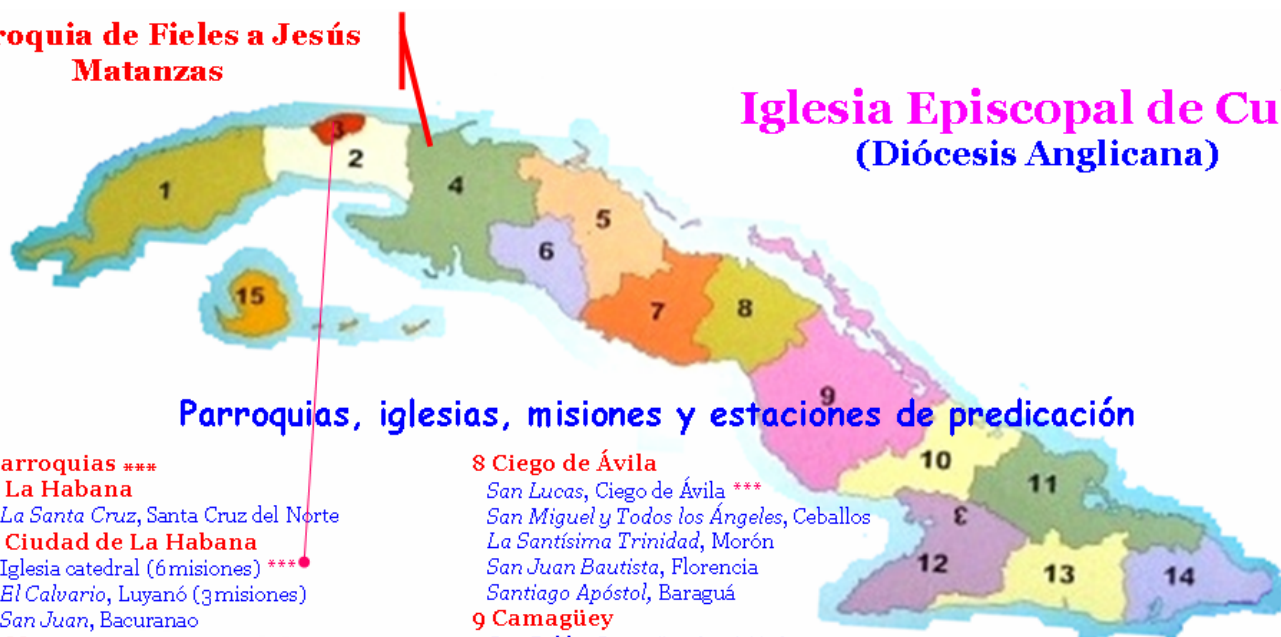 roquia de Fieles a Jesús
Matanzas
Iglesia Episcopal de Cu
(Diócesis Anglicana)
1
2
3
4
5
6
7
8
9
10
11
12
13
14
15
Parroquias, iglesias, misiones y estaciones de predicación
arroquias ***
La Habana
La Santa Cruz, Santa Cruz del Norte
Ciudad de La Habana
Iglesia catedral (6 misiones) ***
El Calvario, Luyanó (3 misiones)
San Juan, Bacuranao
8 Ciego de Ávila
San Lucas, Ciego de Ávila ***
San Miguel y Todos los Ángeles, Ceballos
La Santísima Trinidad, Morón
San Juan Bautista, Florencia
Santiago Apóstol, Baraguá
9 Camagüey